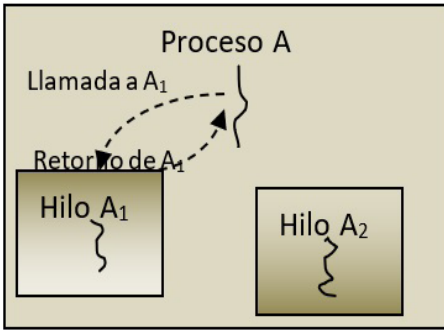 Proceso A
Llamada a A₁
Retorno de A₁
Hilo A₁
Hilo A₂